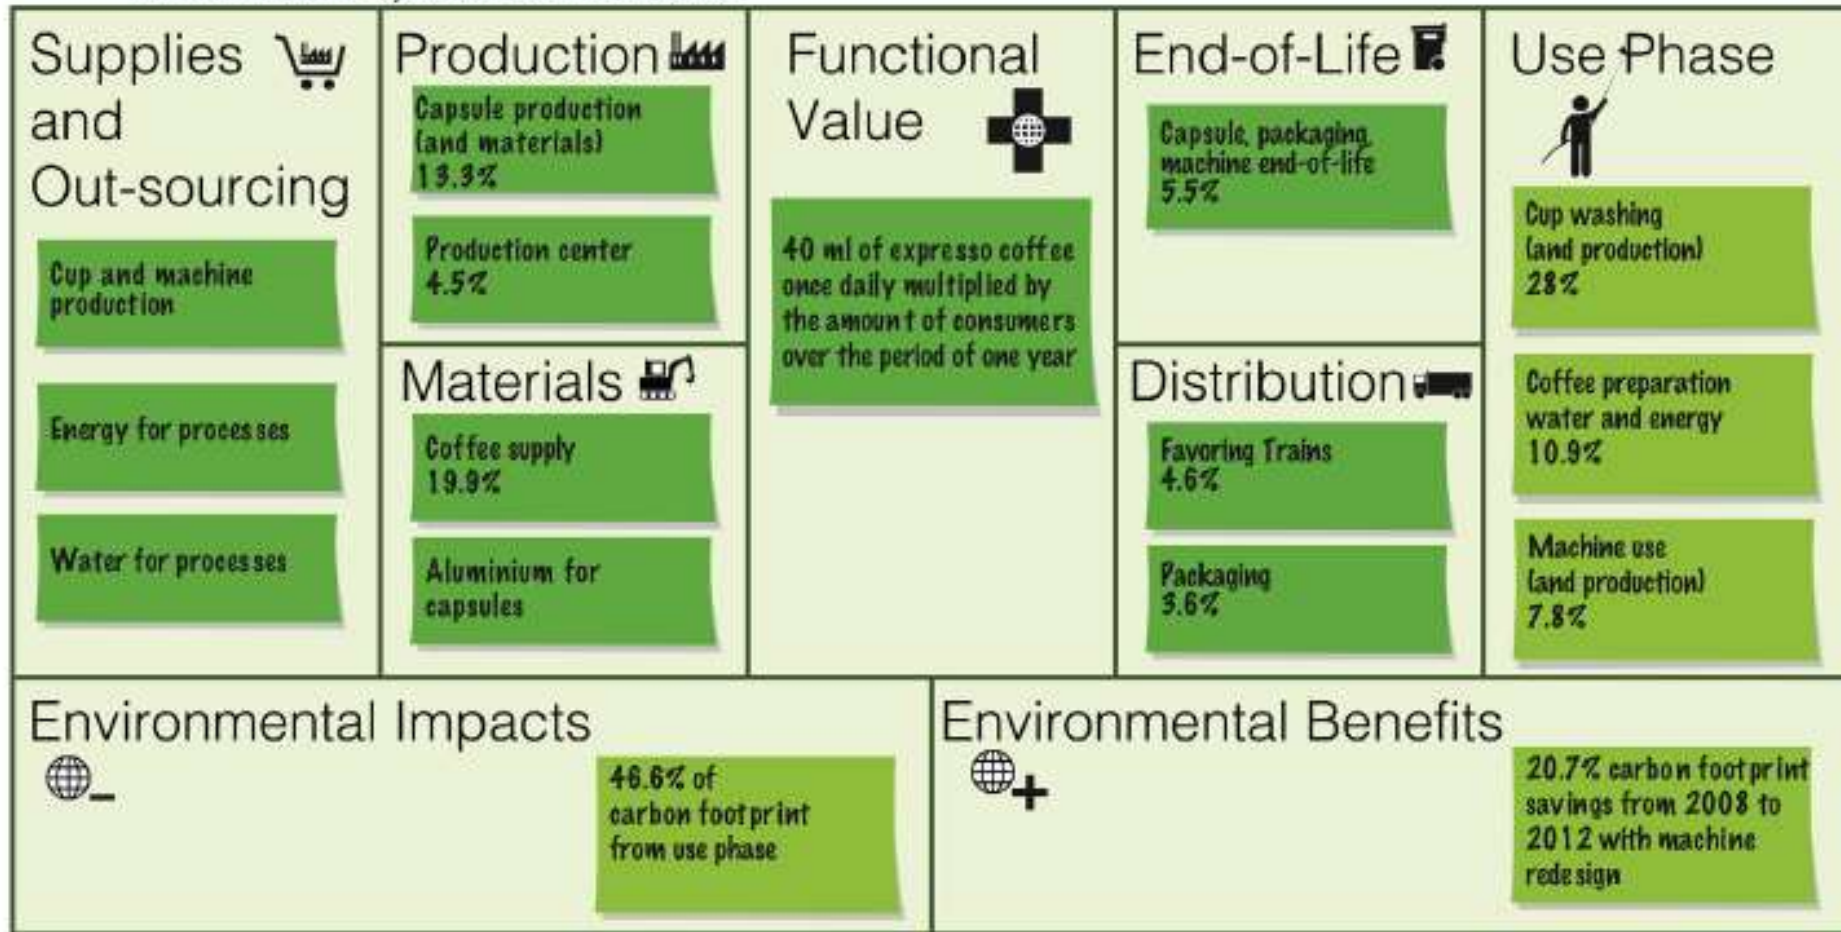 Supplies
and
Out-sourcing
Cup and machine
production
Energy for processes
Water for processes
Production
Capsule production
(and materials)
13.3%
Production center
4.5%
Materials
Coffee supply
19.9%
Aluminium for
capsules
Functional
Value
40 ml of expresso coffee
once daily multiplied by
the amount of consumers
over the period of one year
End-of-Life
Capsule, packaging,
machine end-of-life
5.5%
Distribution
Favoring Trains
4.6%
Packaging
3.6%
Use Phase
Cup washing
(and production)
28%
Coffee preparation
water and energy
10.9%
Machine use
(and production)
7.8%
Environmental Impacts
46.6% of
carbon footprint
from use phase
Environmental Benefits
20.7% carbon footprint
savings from 2008 to
2012 with machine
redesign